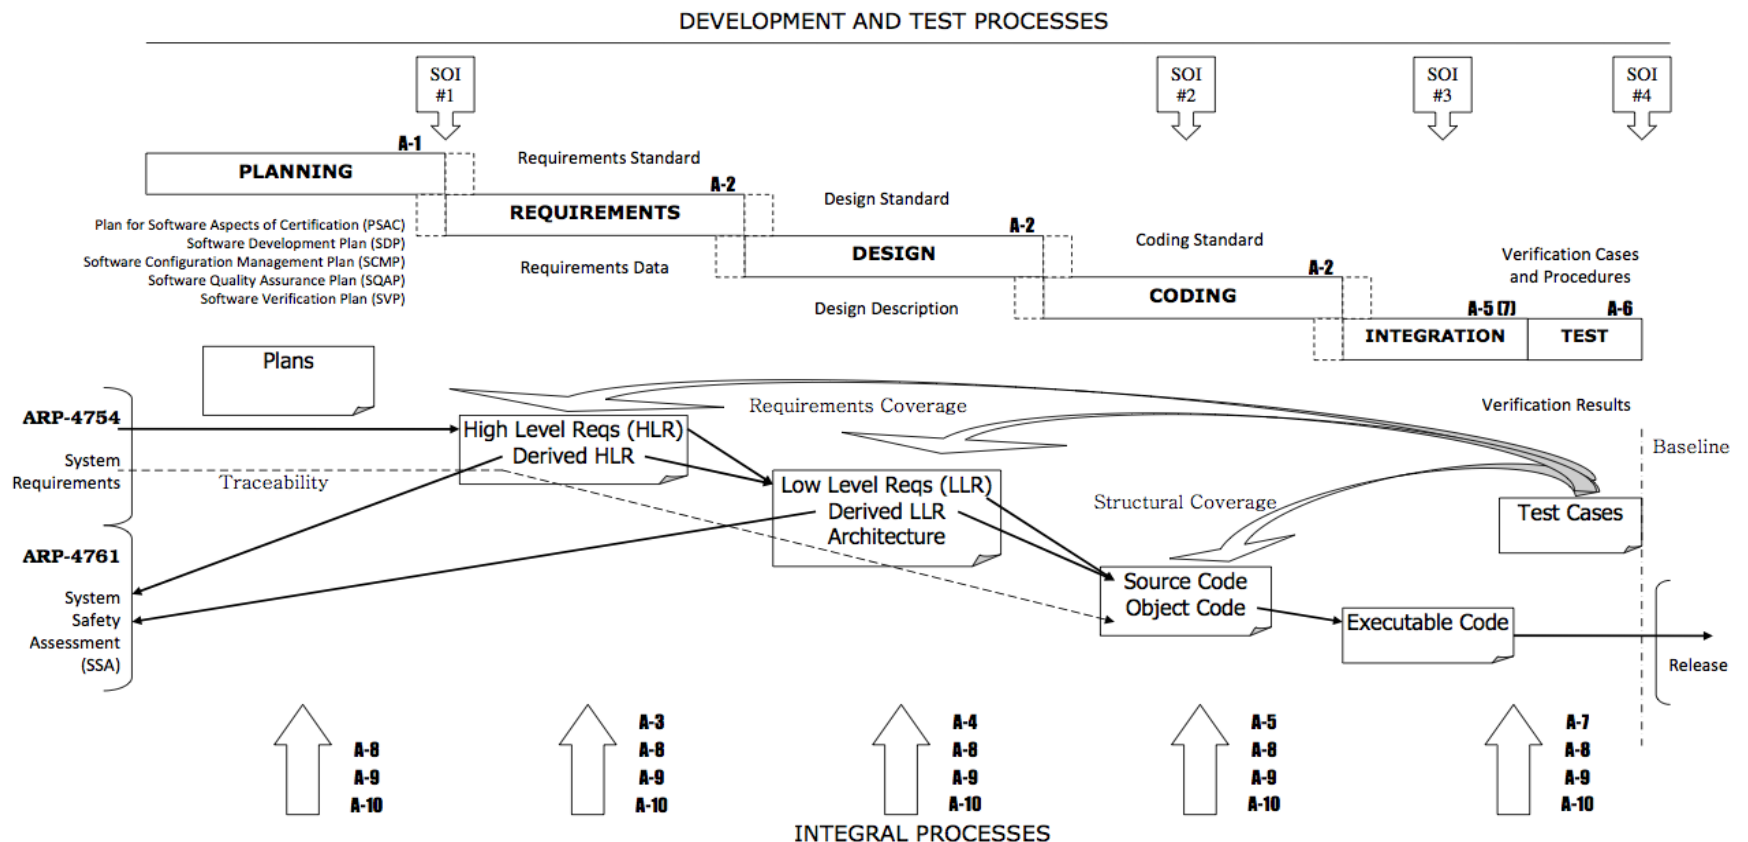 DEVELOPMENT AND TEST PROCESSES
SOI
#1
SOI
#2
SOI
#3
SOI
#4
A-1
PLANNING
Requirements Standard
A-2
REQUIREMENTS
Design Standard
A-2
DESIGN
Coding Standard
A-2
CODING
Verification Cases
and Procedures
A-5 (7)
A-6
INTEGRATION
TEST
Plan for Software Aspects of Certification (PSAC)
Software Development Plan (SDP)
Software Configuration Management Plan (SCMP)
Software Quality Assurance Plan (SQAP)
Software Verification Plan (SVP)
Requirements Data
Design Description
Plans
ARP-4754
System
Requirements
Traceability
High Level Reqs (HLR)
Derived HLR
Requirements Coverage
Low Level Reqs (LLR)
Derived LLR
Architecture
Structural Coverage
Verification Results
Baseline
Test Cases
ARP-4761
System
Safety
Assessment
(SSA)
Source Code
Object Code
Executable Code
Release
A-8
A-9
A-10
A-3
A-8
A-9
A-10
A-4
A-8
A-9
A-10
A-5
A-8
A-9
A-10
A-7
A-8
A-9
A-10
INTEGRAL PROCESSES